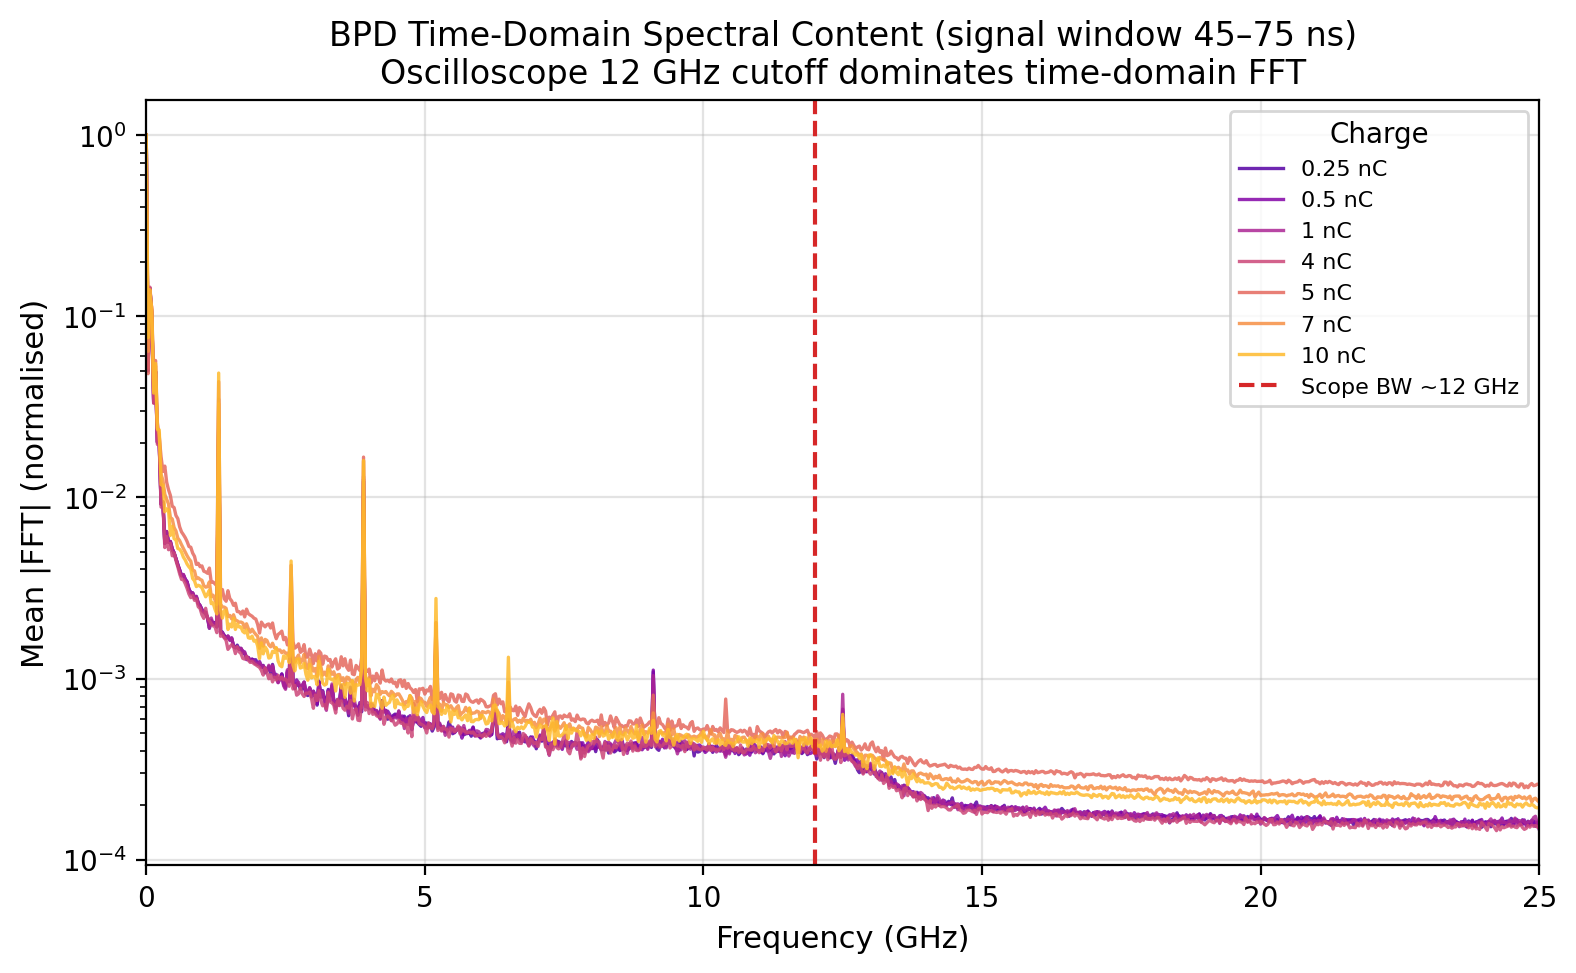 BPD Time-Domain Spectral Content (signal window 45–75 ns)
Oscilloscope 12 GHz cutoff dominates time-domain FFT
Mean |FFT| (normalised)
10⁰
10⁻¹
10⁻²
10⁻³
10⁻⁴
Charge
0.25 nC
0.5 nC
1 nC
4 nC
5 nC
7 nC
10 nC
Scope BW ~12 GHz
0 5 10 15 20 25
Frequency (GHz)